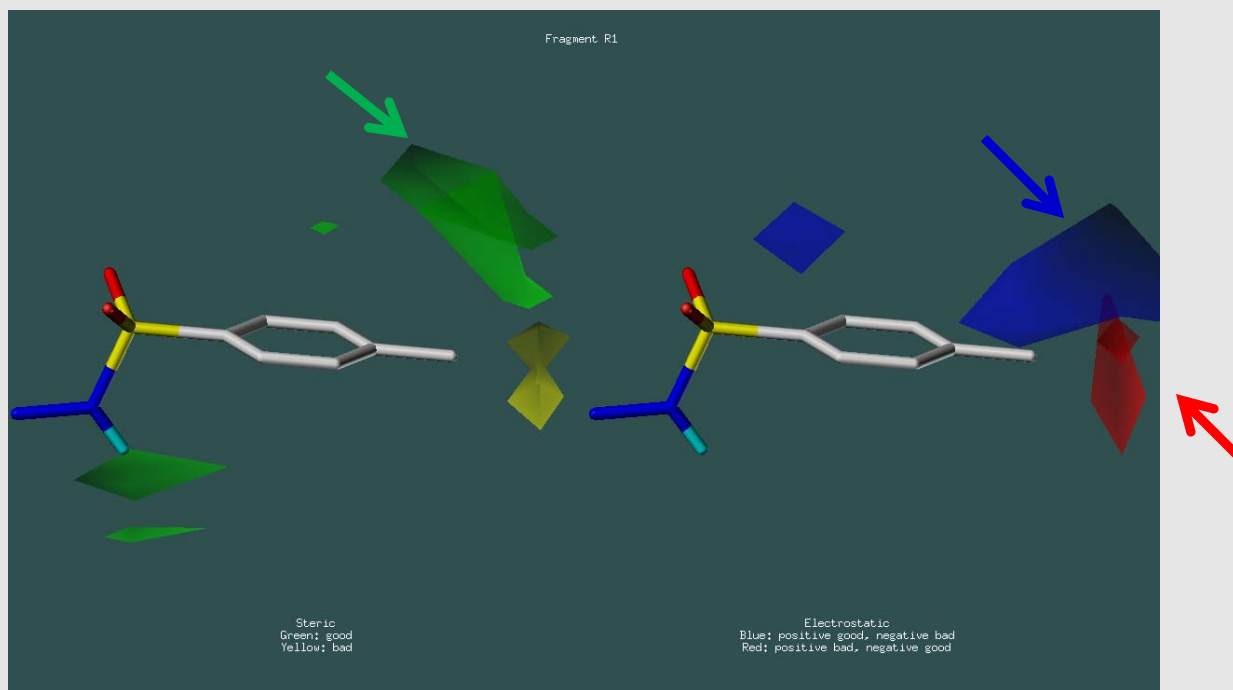 Fragment R1
Steric
Green: good
Yellow: bad
Electrostatic
Blue: positive good, negative bad
Red: positive bad, negative good